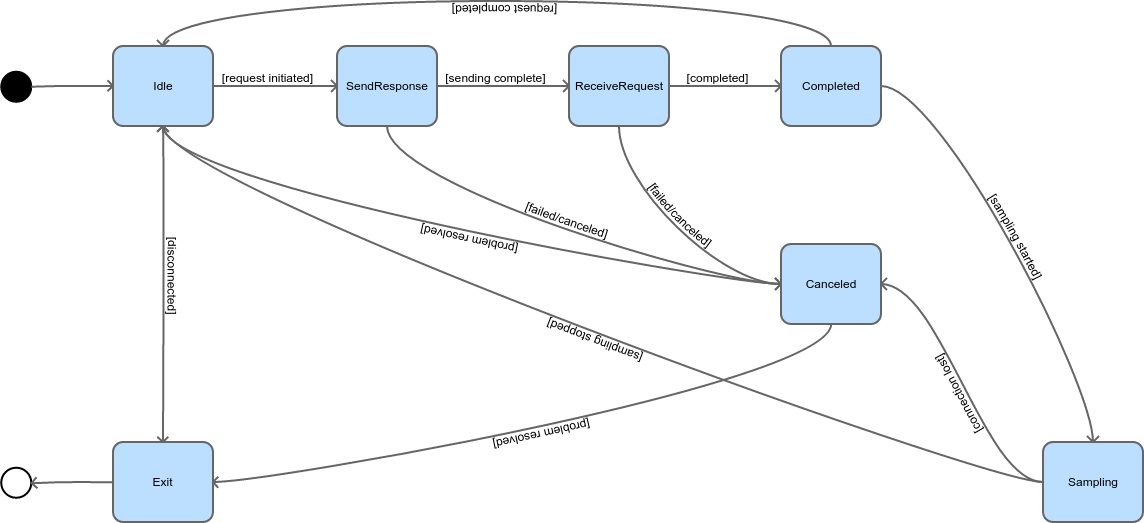 [request completed]
Idle
[request initiated]
SendResponse
[sending complete]
ReceiveRequest
[completed]
Completed
[failed/canceled]
[failed/canceled]
[problem resolved]
[sampling started]
[disconnected]
Canceled
[sampling stopped]
[connection lost]
[problem resolved]
Exit
Sampling